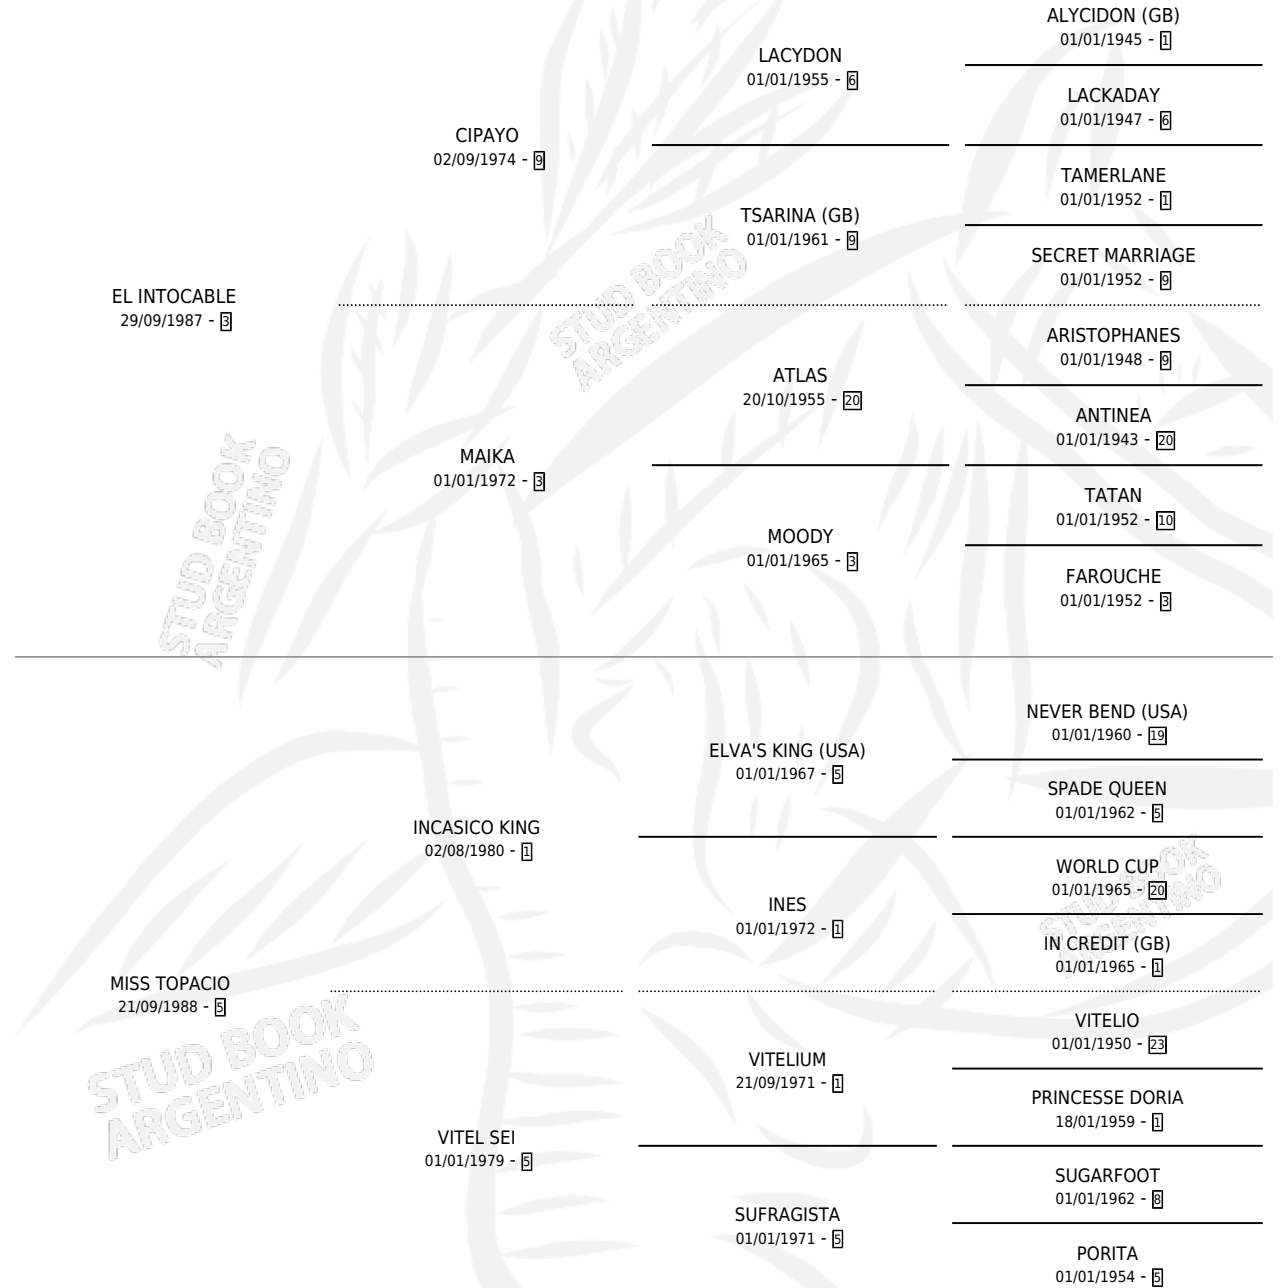 ALYCIDON (GB)
01/01/1945 - 1
LACYDON
01/01/1955 - 6
LACKADAY
01/01/1947 - 6
CIPAYO
02/09/1974 - 9
TAMERLANE
01/01/1952 - 1
TSARINA (GB)
01/01/1961 - 9
SECRET MARRIAGE
01/01/1952 - 9
EL INTOCABLE
29/09/1987 - 3
STUD BOOK
ARGENTINO
ARISTOPHANES
01/01/1948 - 9
ATLAS
20/10/1955 - 20
ANTINEA
01/01/1943 - 20
MAIKA
01/01/1972 - 3
TATAN
01/01/1952 - 10
MOODY
01/01/1965 - 3
FAROUCHE
01/01/1952 - 3
STUD BOOK
ARGENTINO
NEVER BEND (USA)
01/01/1960 - 19
ELVA'S KING (USA)
01/01/1967 - 5
SPADE QUEEN
01/01/1962 - 5
INCASICO KING
02/08/1980 - 1
WORLD CUP
01/01/1965 - 20
INES
01/01/1972 - 1
IN CREDIT (GB)
01/01/1965 - 1
STUD BOOK
ARGENTINO
MISS TOPACIO
21/09/1988 - 5
VITELIO
01/01/1950 - 23
VITELIUM
21/09/1971 - 1
PRINCESSE DORIA
18/01/1959 - 1
STUD BOOK
ARGENTINO
VITEL SEI
01/01/1979 - 5
SUGARFOOT
01/01/1962 - 8
SUFRAGISTA
01/01/1971 - 5
PORITA
01/01/1954 - 5